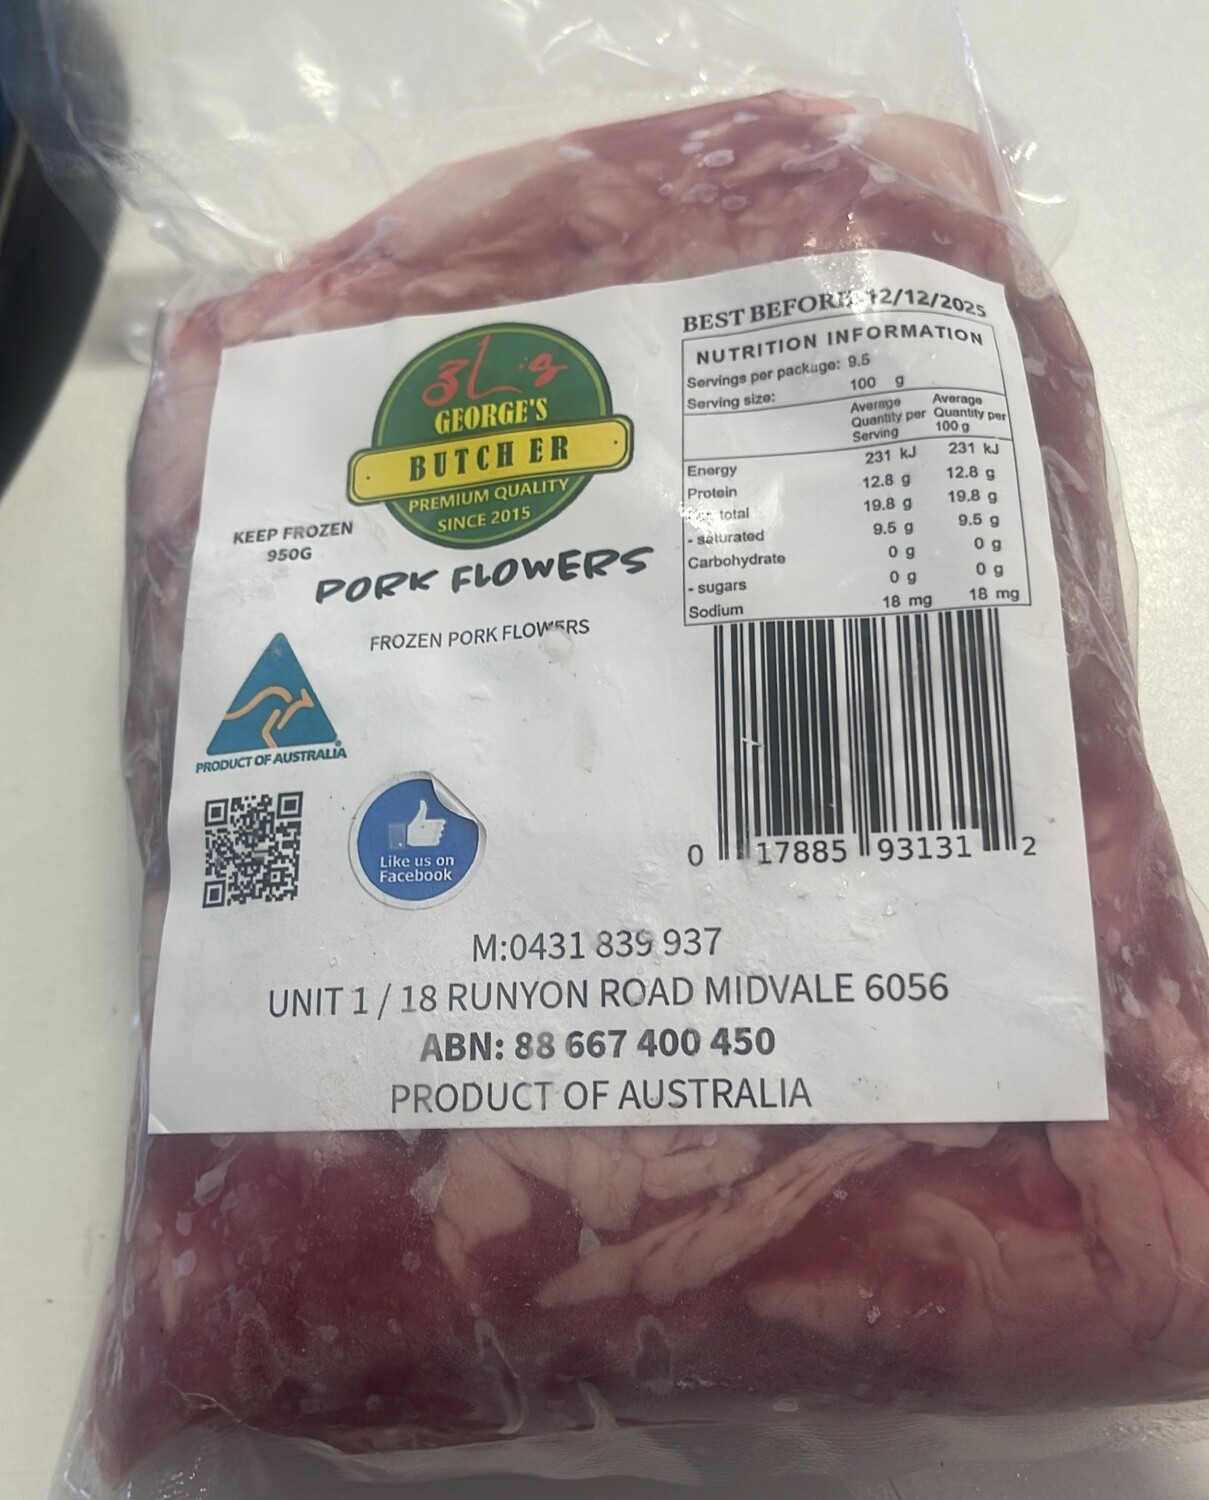 3L.g
GEORGE'S
BUTCHER
PREMIUM QUALITY
SINCE 2015
KEEP FROZEN
950G
PORK FLOWERS
FROZEN PORK FLOWERS
BEST BEFORE 12/12/2025
NUTRITION INFORMATION
Servings per package: 9.5
Serving size: 100 g
Average Quantity per Serving Average Quantity per 100 g
Energy 231 kJ 231 kJ
Protein 12.8 g 12.8 g
total 19.8 g 19.8 g
- saturated 9.5 g 9.5 g
Carbohydrate 0 g 0 g
- sugars 0 g 0 g
Sodium 18 mg 18 mg
0 17885 93131 2
PRODUCT OF AUSTRALIA
Like us on
Facebook
M:0431 839 937
UNIT 1 / 18 RUNYON ROAD MIDVALE 6056
ABN: 88 667 400 450
PRODUCT OF AUSTRALIA